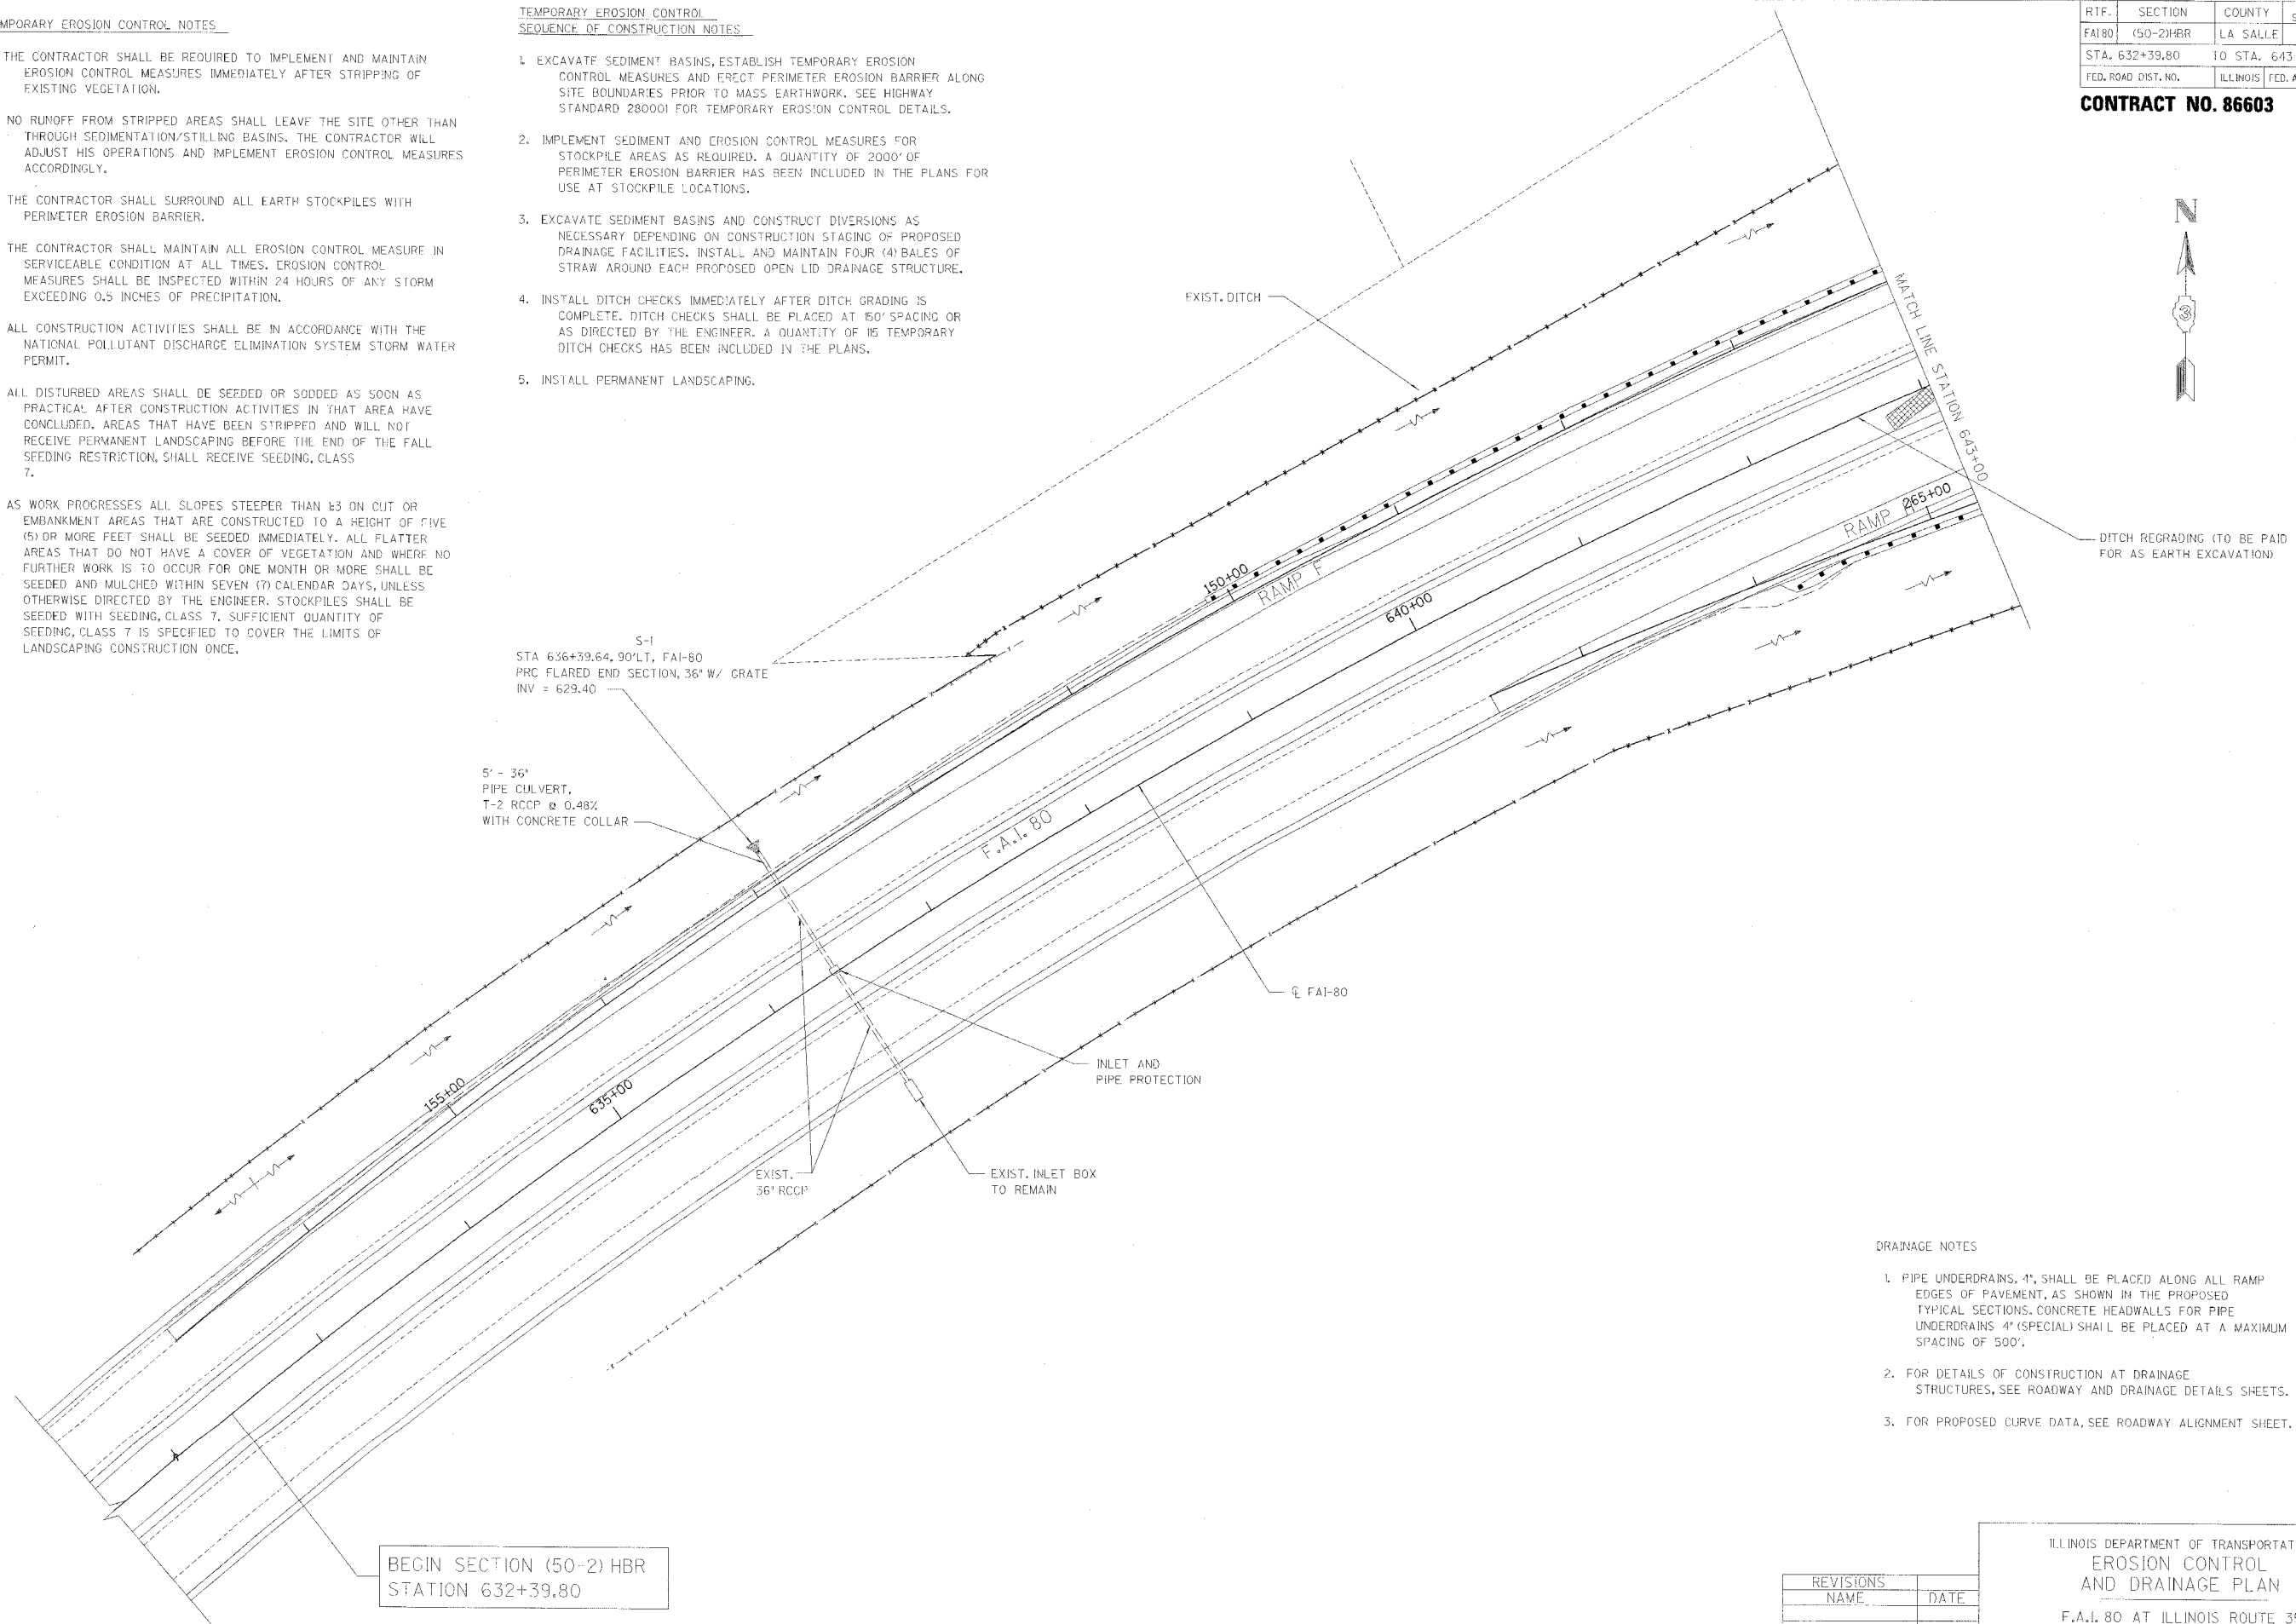 MPORARY EROSION CONTROL NOTES
THE CONTRACTOR SHALL BE REQUIRED TO IMPLEMENT AND MAINTAIN
EROSION CONTROL MEASURES IMMEDIATELY AFTER STRIPPING OF
EXISTING VEGETATION.
NO RUNOFF FROM STRIPPED AREAS SHALL LEAVE THE SITE OTHER THAN
THROUGH SEDIMENTATION/STILLING BASINS. THE CONTRACTOR WILL
ADJUST HIS OPERATIONS AND IMPLEMENT EROSION CONTROL MEASURES
ACCORDINGLY.
THE CONTRACTOR SHALL SURROUND ALL EARTH STOCKPILES WITH
PERIMETER EROSION BARRIER.
THE CONTRACTOR SHALL MAINTAIN ALL EROSION CONTROL MEASURE IN
SERVICEABLE CONDITION AT ALL TIMES. EROSION CONTROL
MEASURES SHALL BE INSPECTED WITHIN 24 HOURS OF ANY STORM
EXCEEDING 0.5 INCHES OF PRECIPITATION.
ALL CONSTRUCTION ACTIVITIES SHALL BE IN ACCORDANCE WITH THE
NATIONAL POLLUTANT DISCHARGE ELIMINATION SYSTEM STORM WATER
PERMIT.
ALL DISTURBED AREAS SHALL BE SEEDED OR SODDED AS SOON AS
PRACTICAL AFTER CONSTRUCTION ACTIVITIES IN THAT AREA HAVE
CONCLUDED. AREAS THAT HAVE BEEN STRIPPED AND WILL NOT
RECEIVE PERMANENT LANDSCAPING BEFORE THE END OF THE FALL
SEEDING RESTRICTION, SHALL RECEIVE SEEDING, CLASS
7.
AS WORK PROGRESSES ALL SLOPES STEEPER THAN 1:3 ON CUT OR
EMBANKMENT AREAS THAT ARE CONSTRUCTED TO A HEIGHT OF FIVE
(5) OR MORE FEET SHALL BE SEEDED IMMEDIATELY. ALL FLATTER
AREAS THAT DO NOT HAVE A COVER OF VEGETATION AND WHERE NO
FURTHER WORK IS TO OCCUR FOR ONE MONTH OR MORE SHALL BE
SEEDED AND MULCHED WITHIN SEVEN (7) CALENDAR DAYS, UNLESS
OTHERWISE DIRECTED BY THE ENGINEER. STOCKPILES SHALL BE
SEEDED WITH SEEDING, CLASS 7. SUFFICIENT QUANTITY OF
SEEDING, CLASS 7 IS SPECIFIED TO COVER THE LIMITS OF
LANDSCAPING CONSTRUCTION ONCE.
TEMPORARY EROSION CONTROL
SEQUENCE OF CONSTRUCTION NOTES
1. EXCAVATE SEDIMENT BASINS, ESTABLISH TEMPORARY EROSION
CONTROL MEASURES AND ERECT PERIMETER EROSION BARRIER ALONG
SITE BOUNDARIES PRIOR TO MASS EARTHWORK. SEE HIGHWAY
STANDARD 280001 FOR TEMPORARY EROSION CONTROL DETAILS.
2. IMPLEMENT SEDIMENT AND EROSION CONTROL MEASURES FOR
STOCKPILE AREAS AS REQUIRED. A QUANTITY OF 2000' OF
PERIMETER EROSION BARRIER HAS BEEN INCLUDED IN THE PLANS FOR
USE AT STOCKPILE LOCATIONS.
3. EXCAVATE SEDIMENT BASINS AND CONSTRUCT DIVERSIONS AS
NECESSARY DEPENDING ON CONSTRUCTION STAGING OF PROPOSED
DRAINAGE FACILITIES. INSTALL AND MAINTAIN FOUR (4) BALES OF
STRAW AROUND EACH PROPOSED OPEN LID DRAINAGE STRUCTURE.
4. INSTALL DITCH CHECKS IMMEDIATELY AFTER DITCH GRADING IS
COMPLETE. DITCH CHECKS SHALL BE PLACED AT 150' SPACING OR
AS DIRECTED BY THE ENGINEER. A QUANTITY OF 115 TEMPORARY
DITCH CHECKS HAS BEEN INCLUDED IN THE PLANS.
5. INSTALL PERMANENT LANDSCAPING.
RTE. SECTION COUNTY
FAI 80 (50-2)HBR LA SALLE
STA. 632+39.80 TO STA. 643
FED. ROAD DIST. NO. ILLINOIS FED. A
CONTRACT NO. 86603
N
3
EXIST. DITCH
MATCH LINE STATION 643+00
265+00
RAMP
DITCH REGRADING (TO BE PAID
FOR AS EARTH EXCAVATION)
150+00
RAMP F
640+00
S-1
STA 636+39.64, 90'LT, FAI-80
PRC FLARED END SECTION, 36" W/ GRATE
INV = 629.40
5' - 36"
PIPE CULVERT,
T-2 RCCP @ 0.48%
WITH CONCRETE COLLAR
F.A.I. 80
℄ FAI-80
INLET AND
PIPE PROTECTION
155+00
635+00
EXIST.
36" RCCP
EXIST. INLET BOX
TO REMAIN
DRAINAGE NOTES
1. PIPE UNDERDRAINS, 4", SHALL BE PLACED ALONG ALL RAMP
EDGES OF PAVEMENT, AS SHOWN IN THE PROPOSED
TYPICAL SECTIONS. CONCRETE HEADWALLS FOR PIPE
UNDERDRAINS 4" (SPECIAL) SHALL BE PLACED AT A MAXIMUM
SPACING OF 500'.
2. FOR DETAILS OF CONSTRUCTION AT DRAINAGE
STRUCTURES, SEE ROADWAY AND DRAINAGE DETAILS SHEETS.
3. FOR PROPOSED CURVE DATA, SEE ROADWAY ALIGNMENT SHEET.
BEGIN SECTION (50-2) HBR
STATION 632+39.80
REVISIONS
NAME DATE
ILLINOIS DEPARTMENT OF TRANSPORTAT
EROSION CONTROL
AND DRAINAGE PLAN
F.A.I. 80 AT ILLINOIS ROUTE